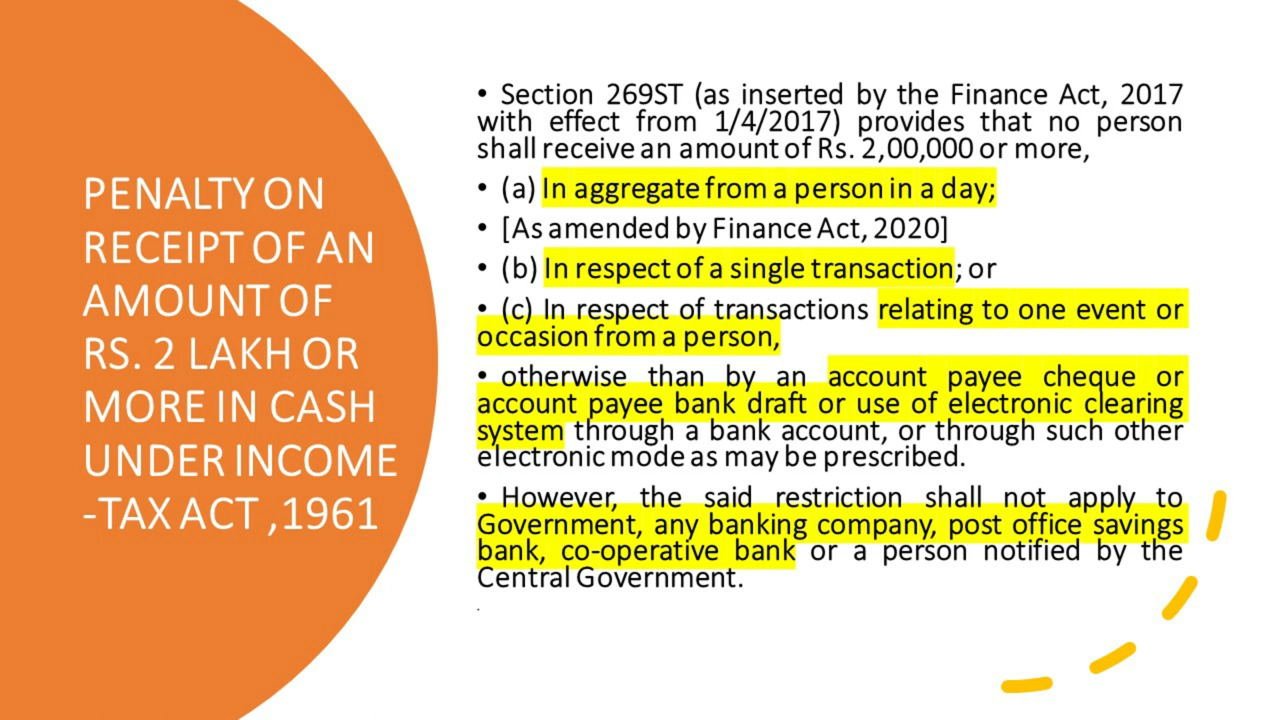 PENALTY ON
RECEIPT OF AN
AMOUNT OF
RS. 2 LAKH OR
MORE IN CASH
UNDER INCOME
-TAX ACT ,1961
• Section 269ST (as inserted by the Finance Act, 2017
with effect from 1/4/2017) provides that no person
shall receive an amount of Rs. 2,00,000 or more,
• (a) In aggregate from a person in a day;
• [As amended by Finance Act, 2020]
• (b) In respect of a single transaction; or
• (c) In respect of transactions relating to one event or
occasion from a person,
• otherwise than by an account payee cheque or
account payee bank draft or use of electronic clearing
system through a bank account, or through such other
electronic mode as may be prescribed.
• However, the said restriction shall not apply to
Government, any banking company, post office savings
bank, co-operative bank or a person notified by the
Central Government.
.